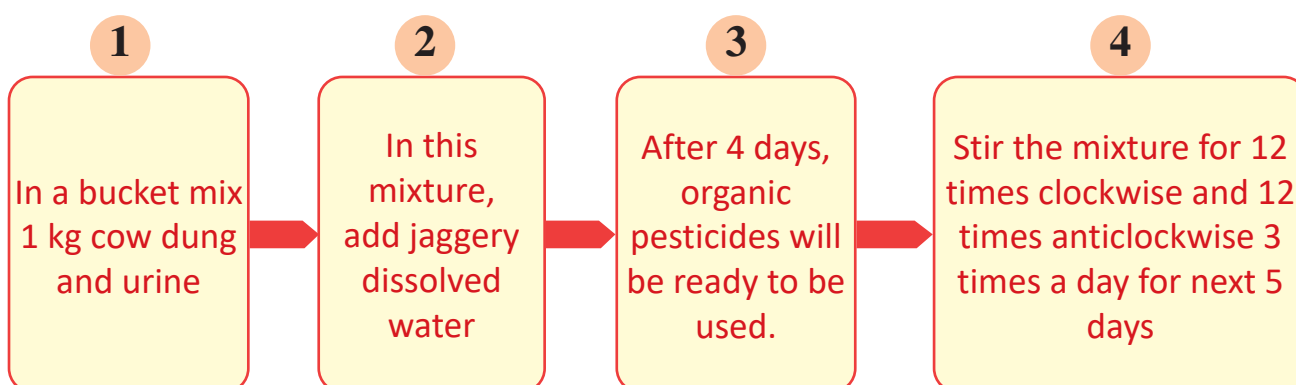 1
In a bucket mix
1 kg cow dung
and urine
2
In this
mixture,
add jaggery
dissolved
water
3
After 4 days,
organic
pesticides will
be ready to be
used.
4
Stir the mixture for 12
times clockwise and 12
times anticlockwise 3
times a day for next 5
days